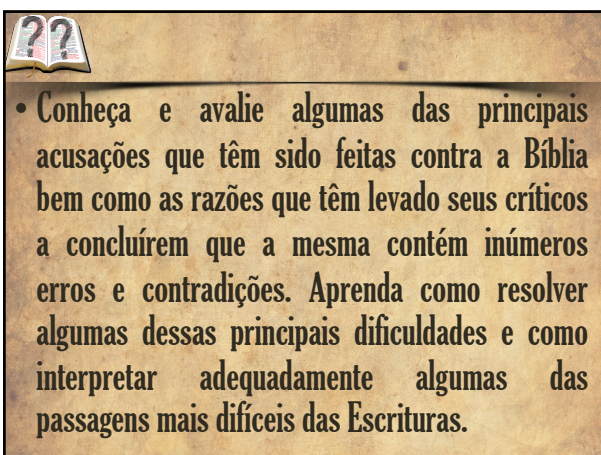 ??
• Conheça e avalie algumas das principais
acusações que têm sido feitas contra a Bíblia
bem como as razões que têm levado seus críticos
a concluírem que a mesma contém inúmeros
erros e contradições. Aprenda como resolver
algumas dessas principais dificuldades e como
interpretar adequadamente algumas das
passagens mais difíceis das Escrituras.